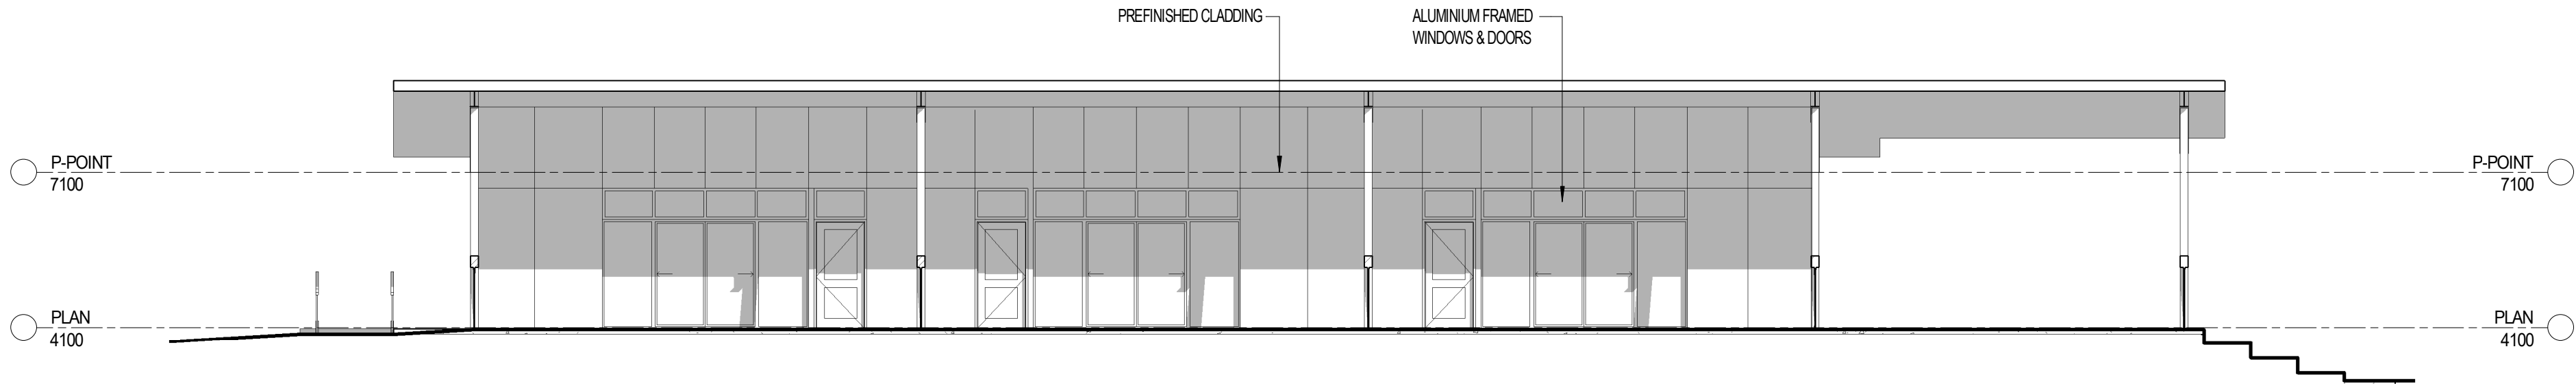 PREFINISHED CLADDING
ALUMINIUM FRAMED
WINDOWS & DOORS
P-POINT
7100
P-POINT
7100
PLAN
4100
PLAN
4100